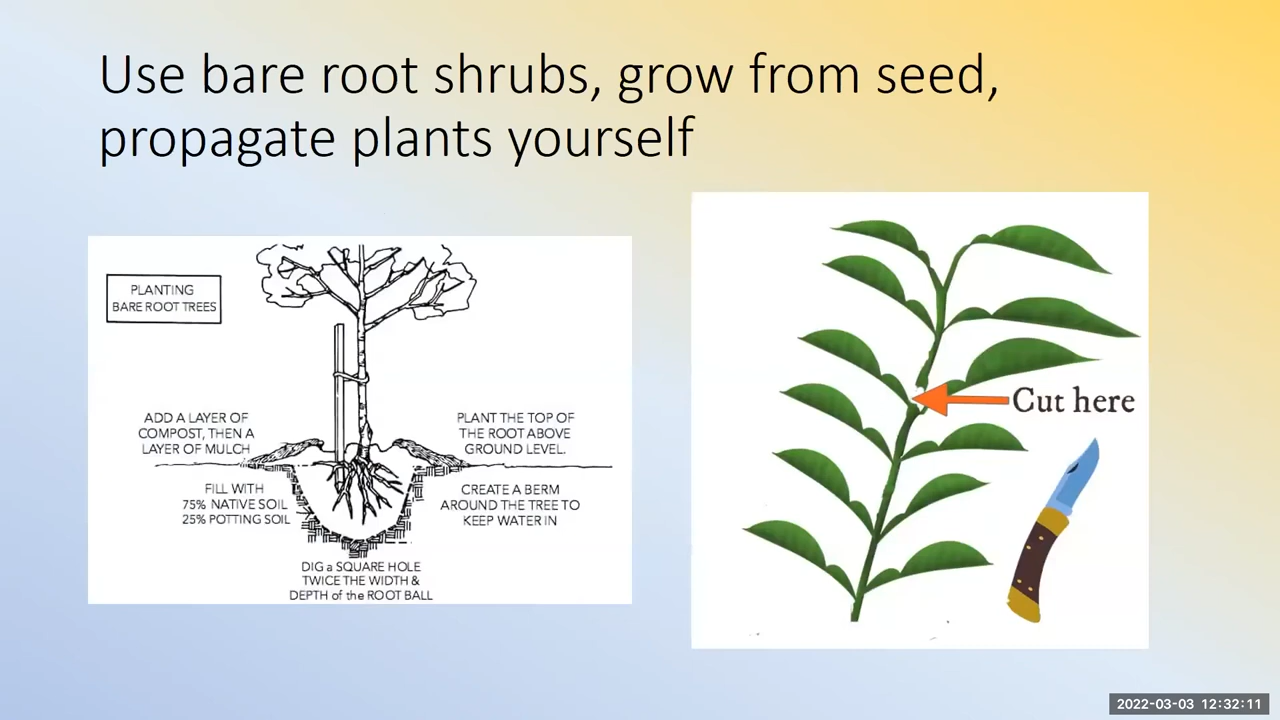 Use bare root shrubs, grow from seed,
propagate plants yourself
PLANTING
BARE ROOT TREES
ADD A LAYER OF
COMPOST, THEN A
LAYER OF MULCH
PLANT THE TOP OF
THE ROOT ABOVE
GROUND LEVEL.
FILL WITH
75% NATIVE SOIL
25% POTTING SOIL
CREATE A BERM
AROUND THE TREE TO
KEEP WATER IN
DIG a SQUARE HOLE
TWICE THE WIDTH &
DEPTH of the ROOT BALL
Cut here
2022-03-03 12:32:11